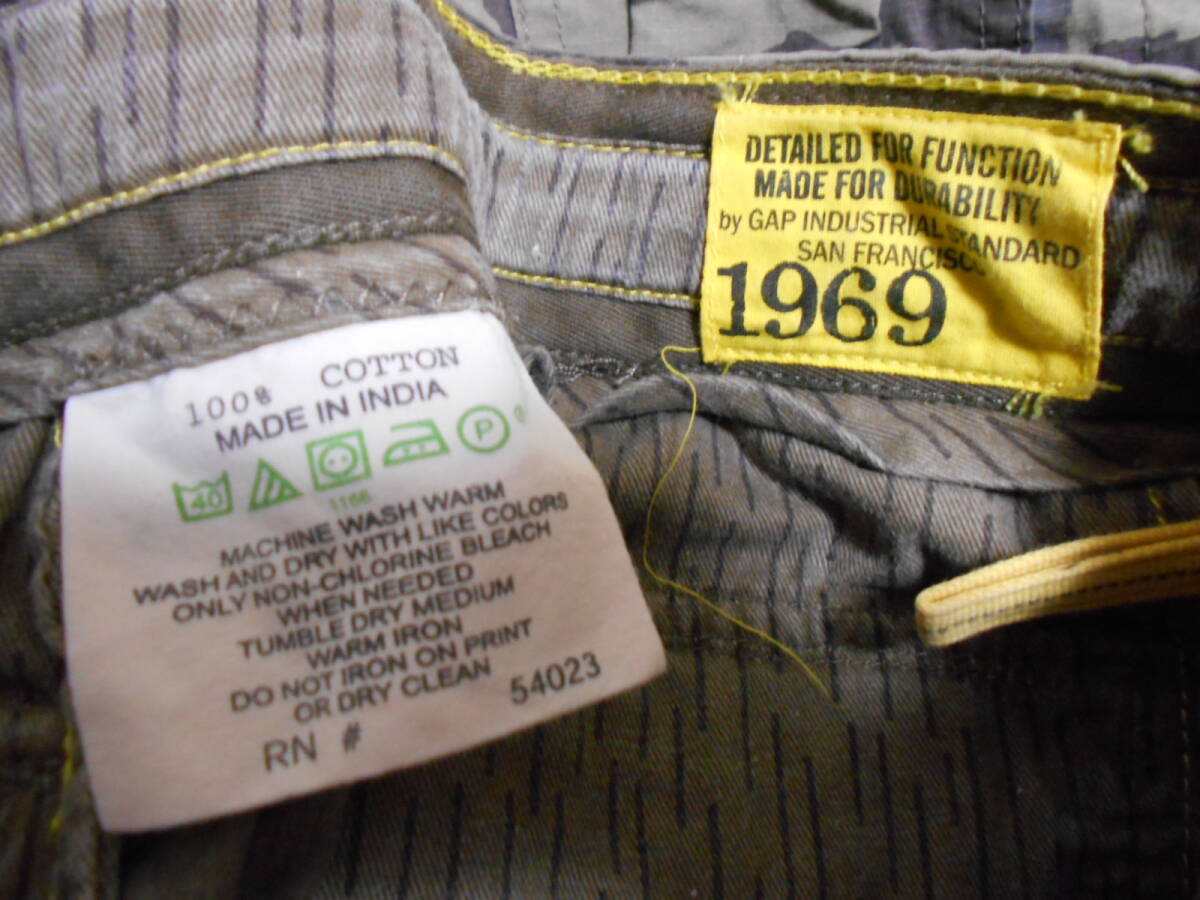 DETAILED FOR FUNCTION
MADE FOR DURABILITY
by GAP INDUSTRIAL STANDARD
SAN FRANCISCO
1969
100% COTTON
MADE IN INDIA
40 P
1166
MACHINE WASH WARM
WASH AND DRY WITH LIKE COLORS
ONLY NON-CHLORINE BLEACH
WHEN NEEDED
TUMBLE DRY MEDIUM
WARM IRON
DO NOT IRON ON PRINT
OR DRY CLEAN 54023
RN #